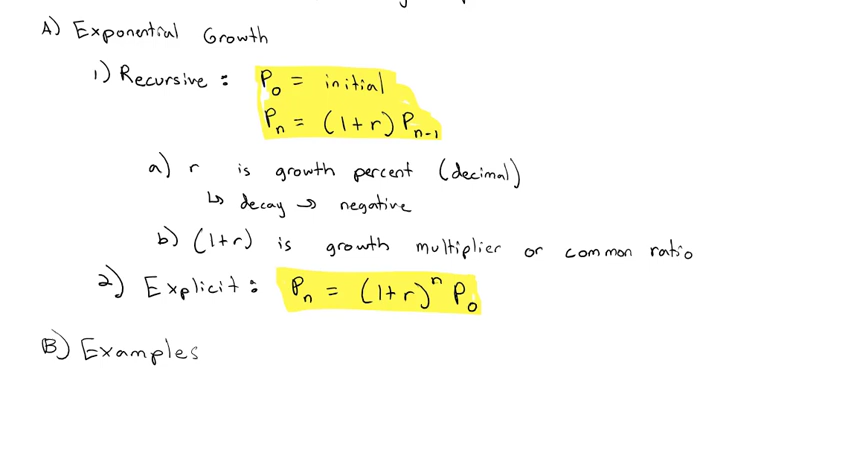 A) Exponential Growth
1) Recursive : P₀ = initial
Pₙ = (1+r) Pₙ₋₁
a) r is growth percent (decimal)
↳ decay → negative
b) (1+r) is growth multiplier or common ratio
2) Explicit : Pₙ = (1+r)ⁿ P₀
B) Examples